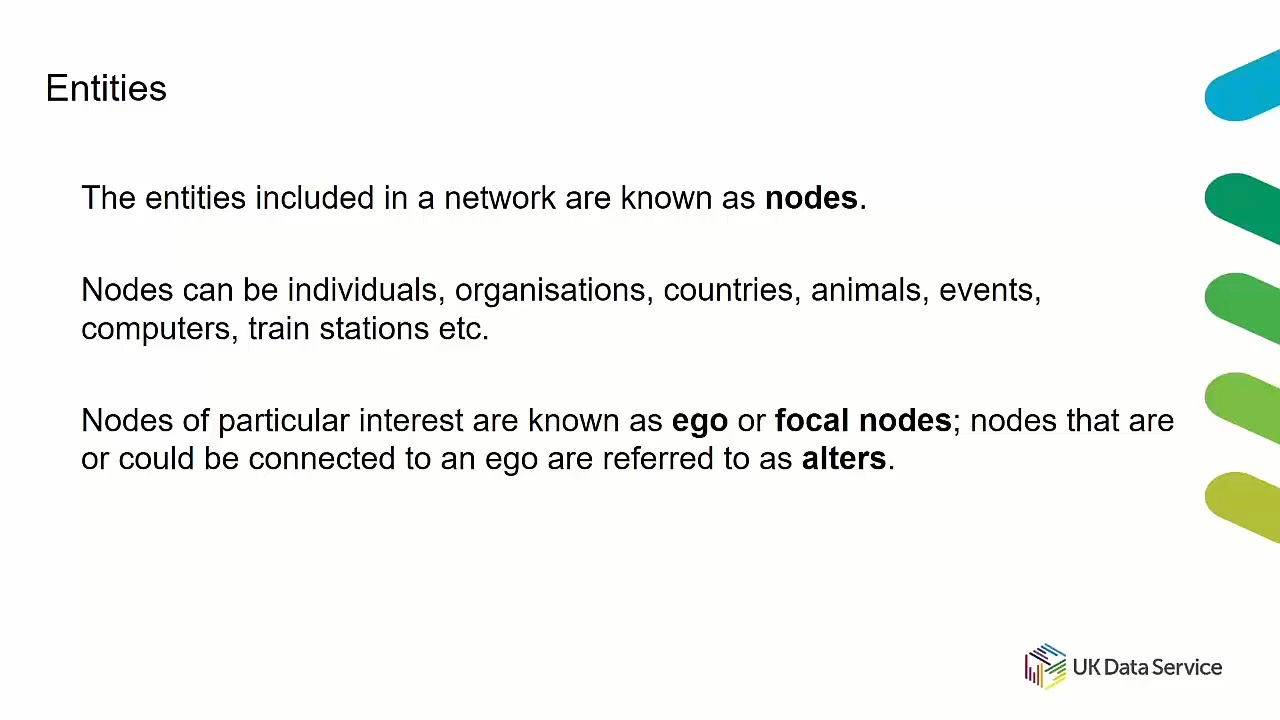 Entities
The entities included in a network are known as nodes.
Nodes can be individuals, organisations, countries, animals, events,
computers, train stations etc.
Nodes of particular interest are known as ego or focal nodes; nodes that are
or could be connected to an ego are referred to as alters.
UK Data Service